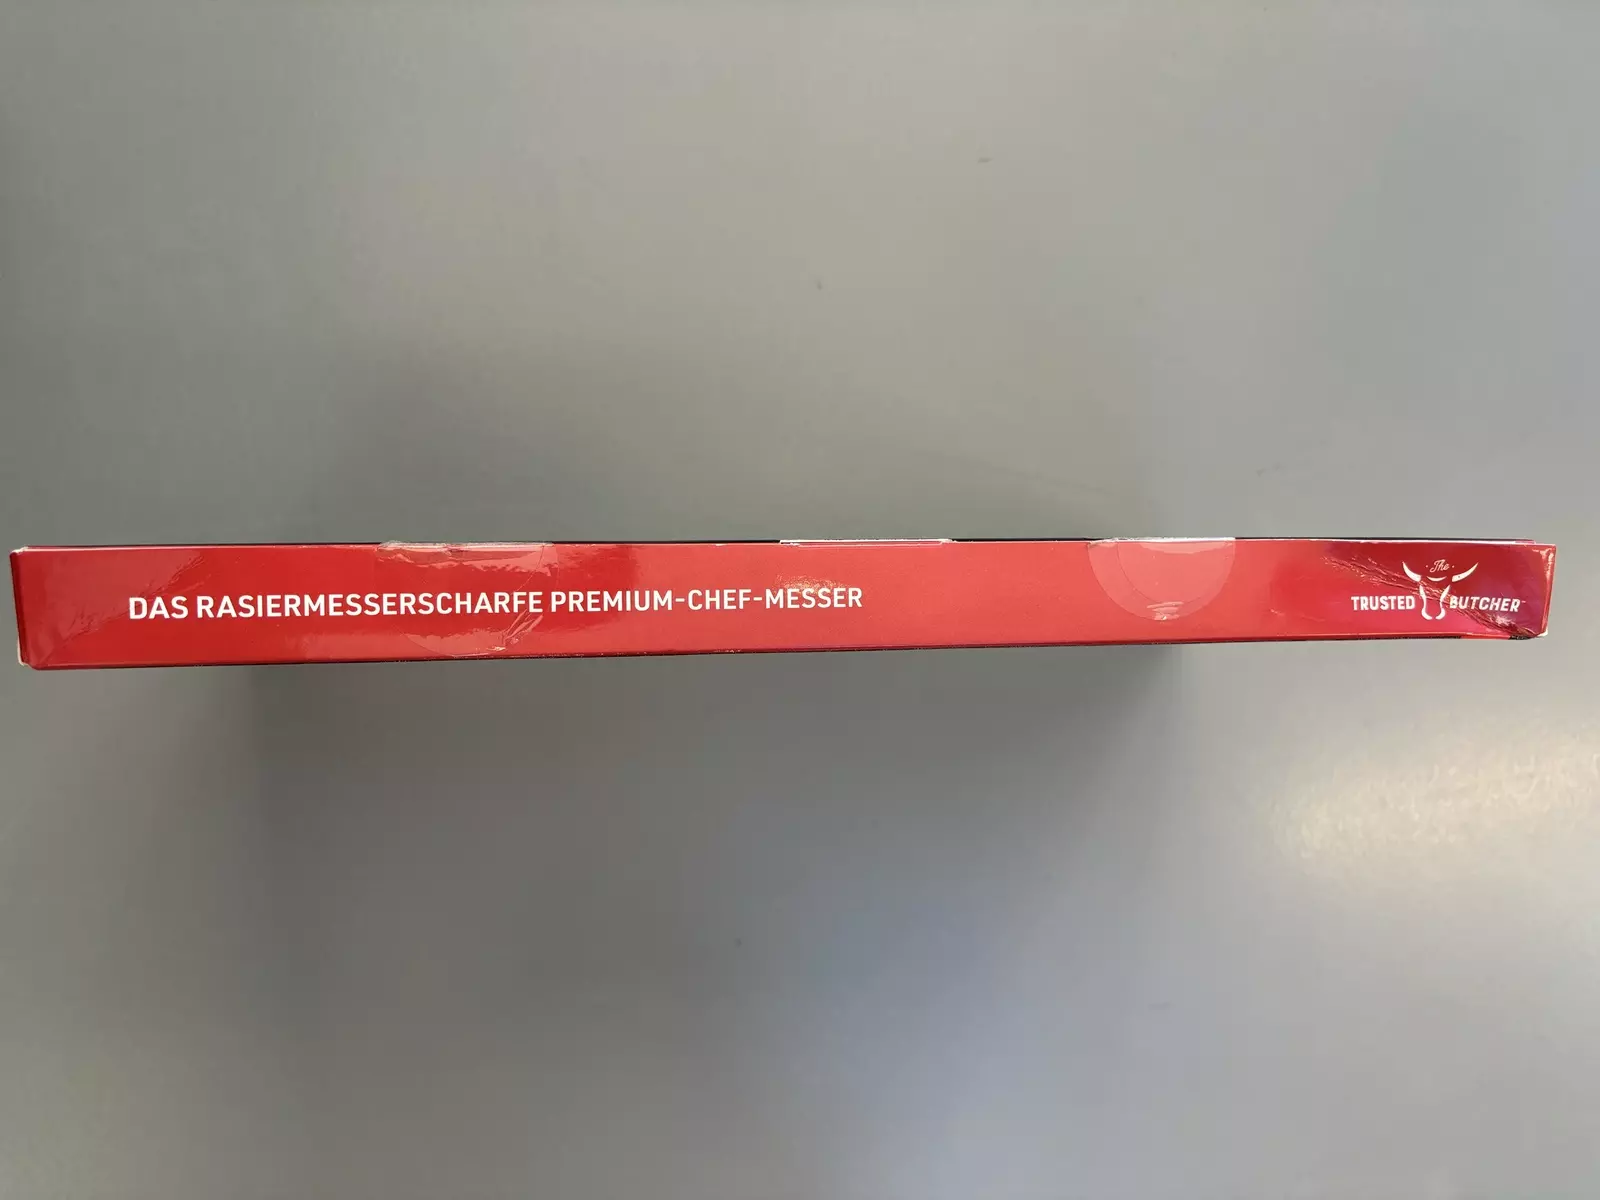 DAS RASIERMESSERSCHARFE PREMIUM-CHEF-MESSER
The
TRUSTED BUTCHER